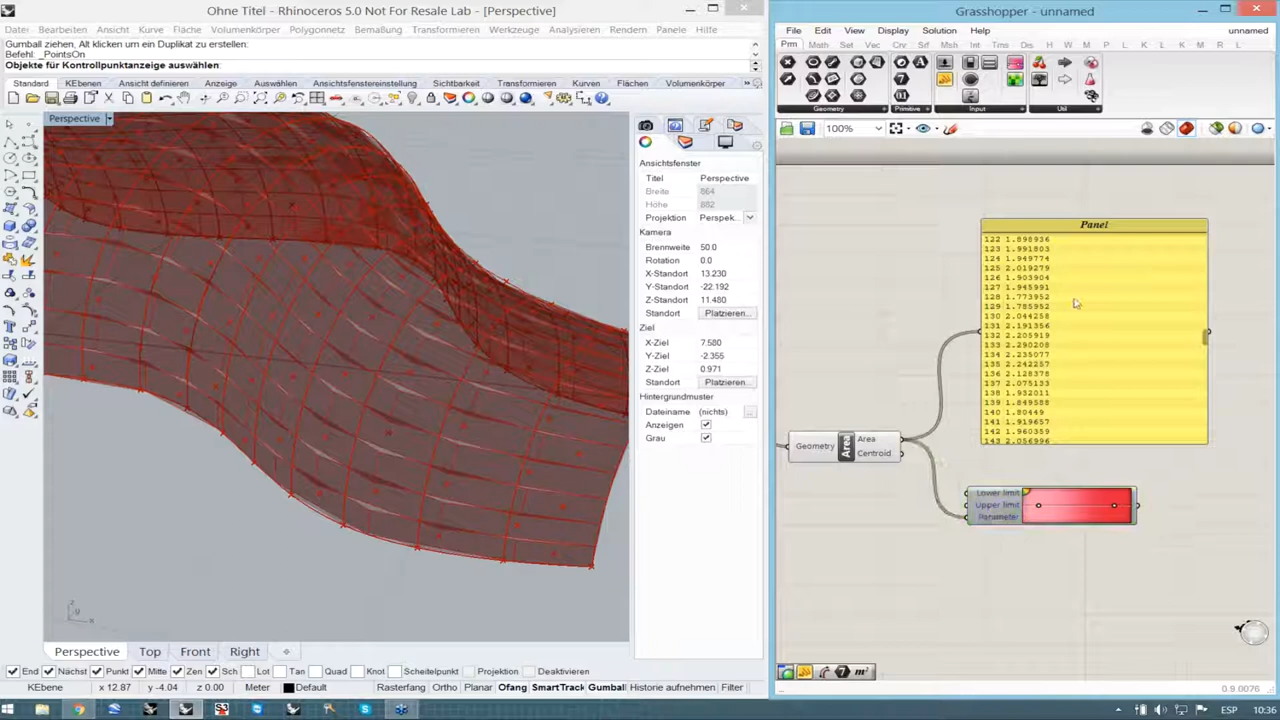 Ohne Titel - Rhinoceros 5.0 Not For Resale Lab - [Perspective]
Datei Bearbeiten Ansicht Kurve Fläche Volumenkörper Polygonnetz Bemaßung Transformieren Werkzeuge Analysieren Rendern Panele Hilfe
Gumball ziehen, Alt klicken um ein Duplikat zu erstellen:
Befehl: _PointsOn
Objekte für Kontrollpunktanzeige auswählen:
Standard KEbenen Ansicht definieren Anzeige Auswählen Ansichtsfenstereinstellungen Sichtbarkeit Transformieren Kurven Flächen Volumenkörper
Perspective
Ansichtsfenster
Titel Perspective
Breite 864
Höhe 882
Projektion Perspek...
Kamera
Brennweite 50.0
Rotation 0.0
X-Standort 13.230
Y-Standort -22.192
Z-Standort 11.480
Standort Platzieren...
Ziel
X-Ziel 7.580
Y-Ziel -2.355
Z-Ziel 0.971
Standort Platzieren...
Hintergrundmuster
Dateiname (nichts) ...
Anzeigen
Grau
z
y
x
Perspective Top Front Right
End Nächst Punkt Mitte Zen Sch Lot Tan Quad Knot Scheitelpunkt Projektion Deaktivieren
KEbene x 12.87 y -4.04 z 0.00 Meter Default Rasterfang Ortho Planar Ofang SmartTrack Gumball Historie aufnehmen Filter
Grasshopper - unnamed
File Edit View Display Solution Help unnamed
Prm Math Set Vec Crv Srf Msh Int Trns Dis H W M P L C K L K M R L
Geometry Primitive Input Util
100%
Panel
122 1.898936
123 1.991803
124 1.949774
125 2.019279
126 1.903904
127 1.945991
128 1.773952
129 1.785952
130 2.044258
131 2.191356
132 2.205919
133 2.290208
134 2.235077
135 2.242257
136 2.128378
137 2.075133
138 1.932011
139 1.849588
140 1.80449
141 1.919657
142 1.960359
143 2.056996
Geometry Area Area
Centroid
Lower limit
Upper limit
Parameter
0.9.0076
ESP 10:36